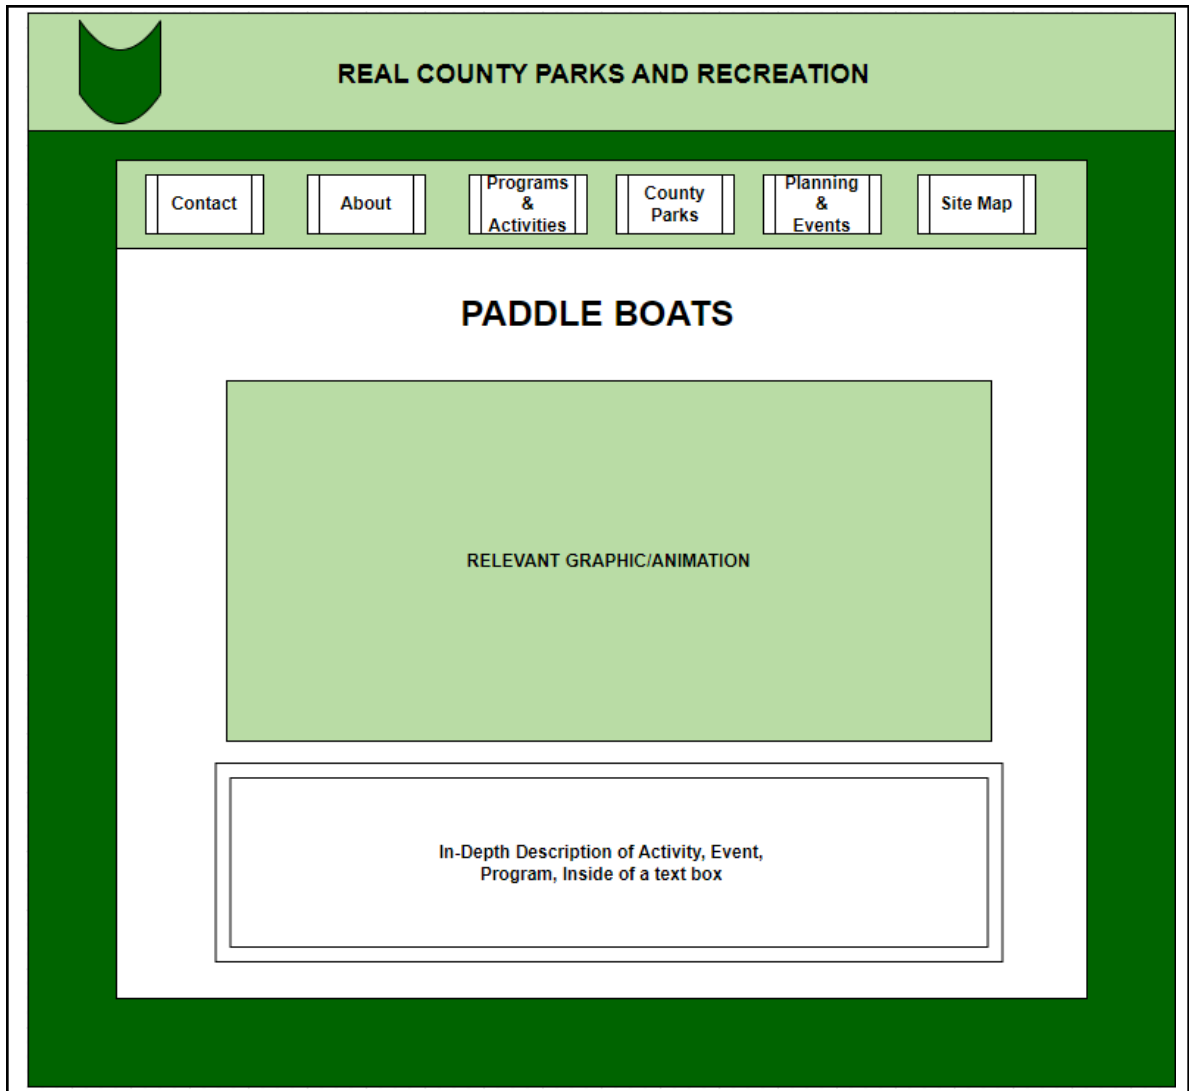 REAL COUNTY PARKS AND RECREATION
Contact
About
Programs
&
Activities
County
Parks
Planning
&
Events
Site Map
PADDLE BOATS
RELEVANT GRAPHIC/ANIMATION
In-Depth Description of Activity, Event,
Program, Inside of a text box